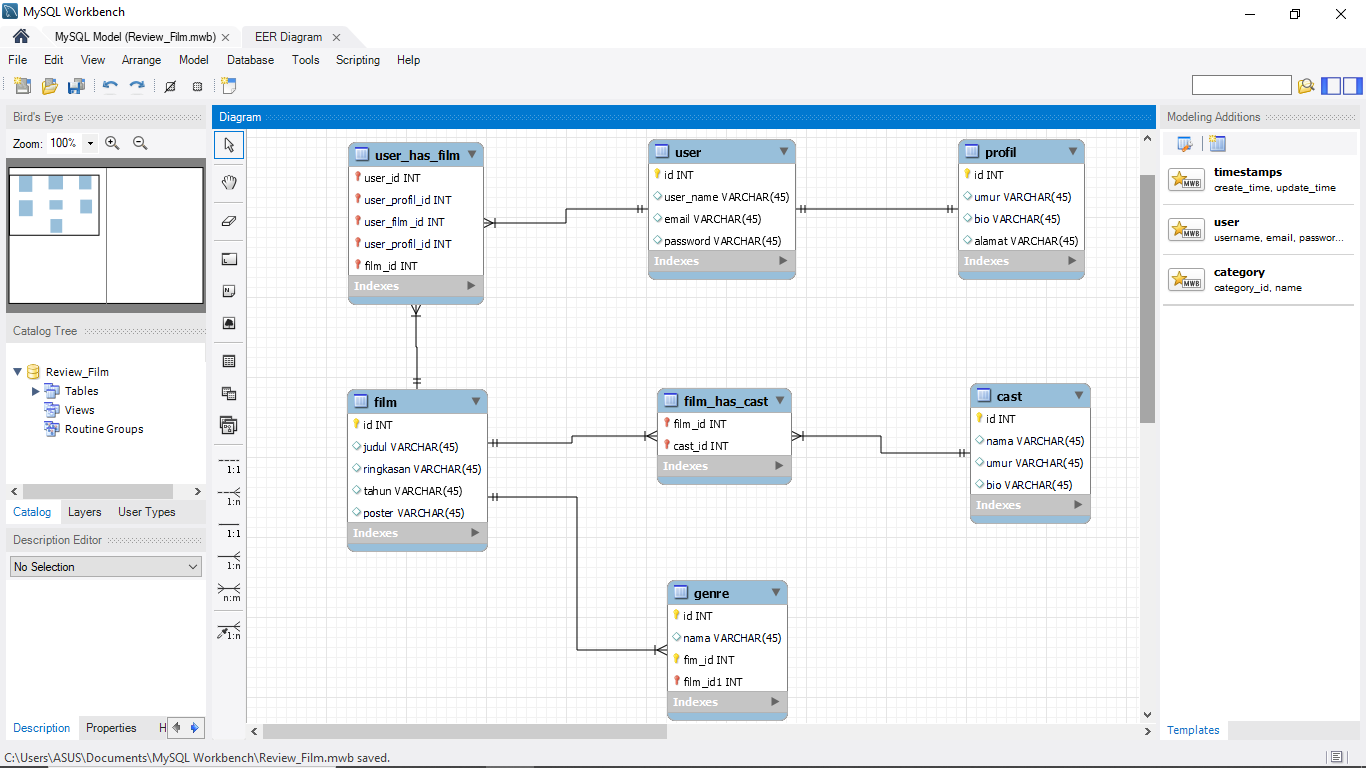 MySQL Workbench
MySQL Model (Review_Film.mwb)
EER Diagram
File Edit View Arrange Model Database Tools Scripting Help
Bird's Eye
Zoom: 100%
Catalog Tree
Review_Film
Tables
Views
Routine Groups
Catalog Layers User Types
Description Editor
No Selection
Description Properties H
1:1
1:n
1:1
1:n
n:m
1:n
Diagram
user_has_film
user_id INT
user_profil_id INT
user_film _id INT
user_profil_id INT
film_id INT
Indexes
user
id INT
user_name VARCHAR(45)
email VARCHAR(45)
password VARCHAR(45)
Indexes
profil
id INT
umur VARCHAR(45)
bio VARCHAR(45)
alamat VARCHAR(45)
Indexes
film
id INT
judul VARCHAR(45)
ringkasan VARCHAR(45)
tahun VARCHAR(45)
poster VARCHAR(45)
Indexes
film_has_cast
film_id INT
cast_id INT
Indexes
cast
id INT
nama VARCHAR(45)
umur VARCHAR(45)
bio VARCHAR(45)
Indexes
genre
id INT
nama VARCHAR(45)
fim_id INT
film_id1 INT
Indexes
Modeling Additions
MWB
timestamps
create_time, update_time
MWB
user
username, email, passwor...
MWB
category
category_id, name
Templates
C:\Users\ASUS\Documents\MySQL Workbench\Review_Film.mwb saved.